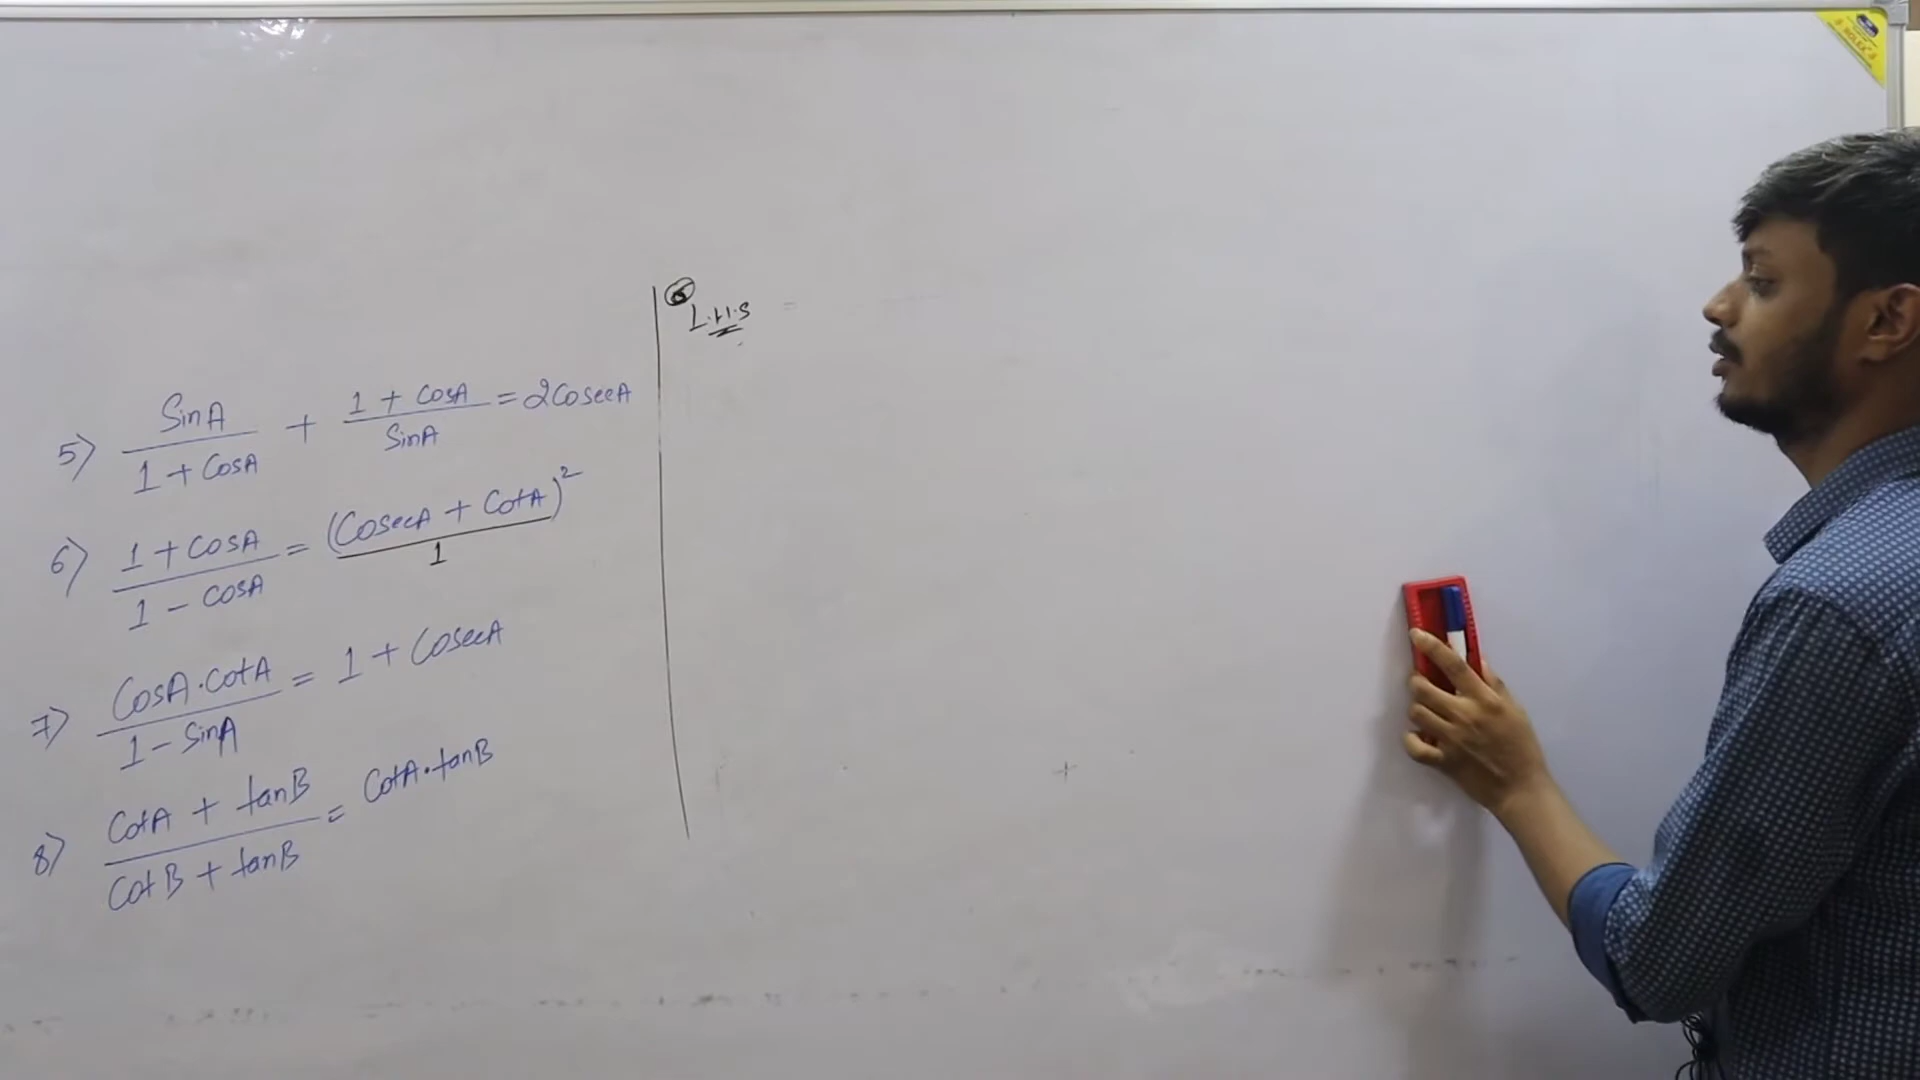 5) SinA / 1 + CosA + 1 + CosA / SinA = 2CosecA
6) 1 + CosA / 1 - CosA = (CosecA + CotA)² / 1
7) CosA·CotA / 1 - SinA = 1 + CosecA
8) CotA + tanB / CotB + tanB = CotA·tanB
6
L.H.S